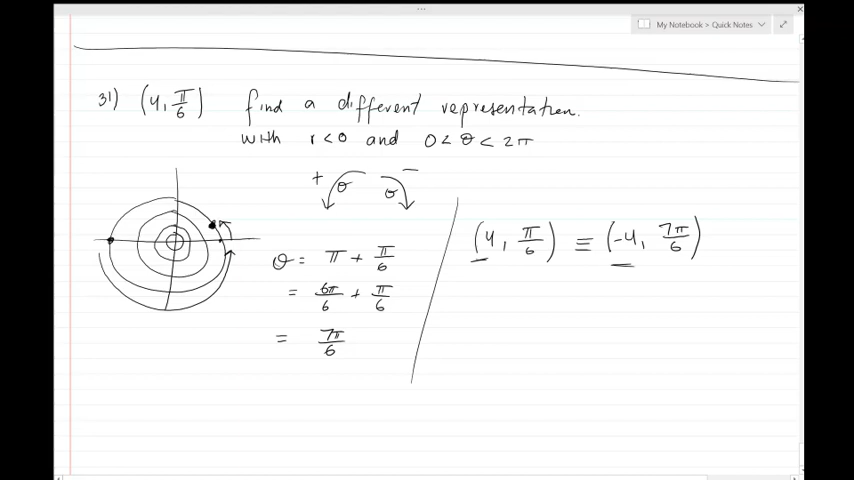 My Notebook > Quick Notes
31) (4, π/6) find a different representation.
with r < 0 and 0 < θ < 2π
+ θ θ −
θ = π + π/6
= 6π/6 + π/6
= 7π/6
(4, π/6) ≡ (-4, 7π/6)